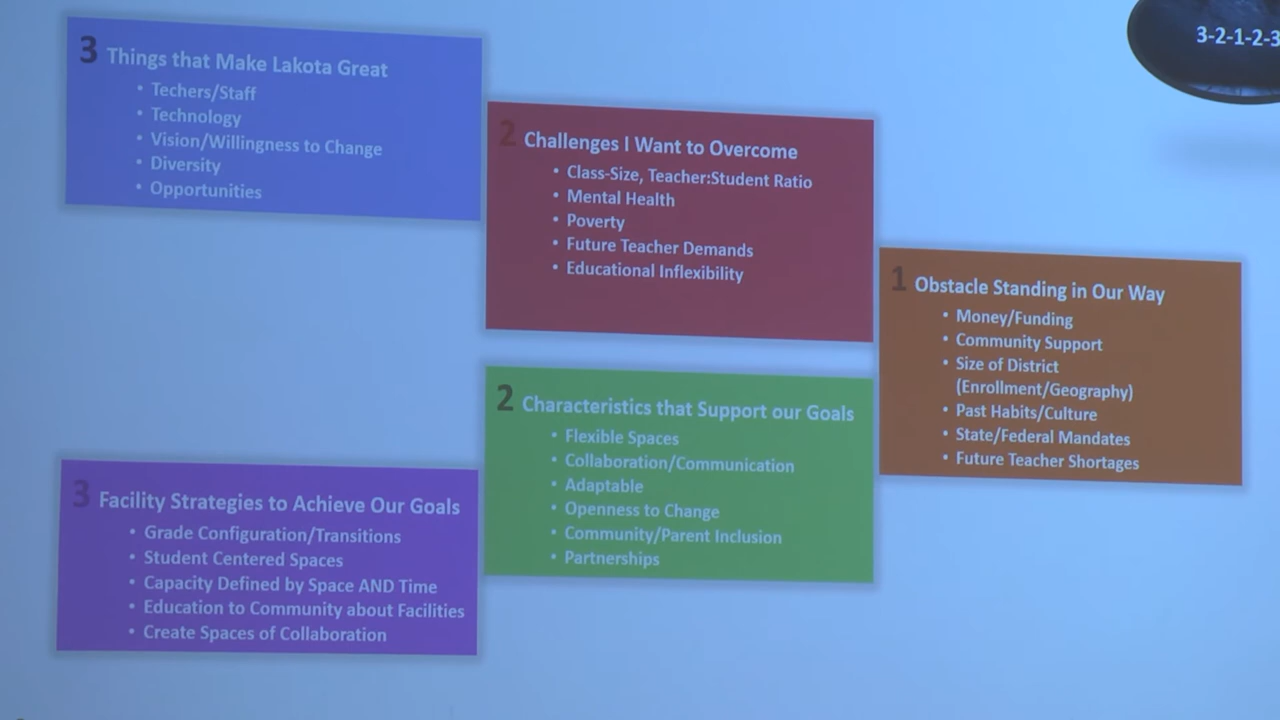 3-2-1-2-3
3 Things that Make Lakota Great
• Techers/Staff
• Technology
• Vision/Willingness to Change
• Diversity
• Opportunities
2 Challenges I Want to Overcome
• Class-Size, Teacher:Student Ratio
• Mental Health
• Poverty
• Future Teacher Demands
• Educational Inflexibility
1 Obstacle Standing in Our Way
• Money/Funding
• Community Support
• Size of District
(Enrollment/Geography)
• Past Habits/Culture
• State/Federal Mandates
• Future Teacher Shortages
2 Characteristics that Support our Goals
• Flexible Spaces
• Collaboration/Communication
• Adaptable
• Openness to Change
• Community/Parent Inclusion
• Partnerships
3 Facility Strategies to Achieve Our Goals
• Grade Configuration/Transitions
• Student Centered Spaces
• Capacity Defined by Space AND Time
• Education to Community about Facilities
• Create Spaces of Collaboration